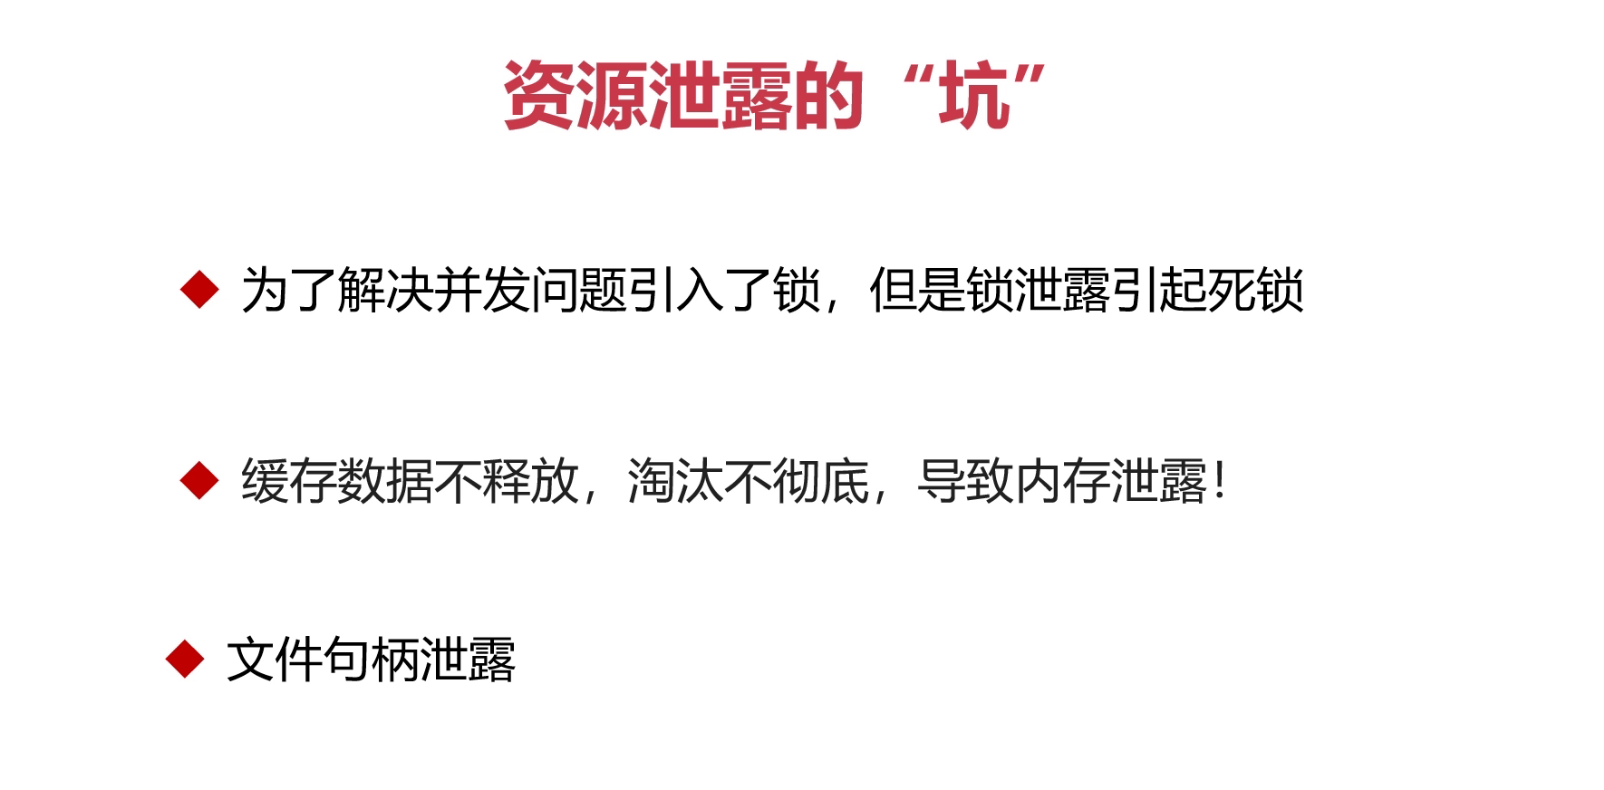 资源泄露的“坑”
为了解决并发问题引入了锁，但是锁泄露引起死锁
缓存数据不释放，淘汰不彻底，导致内存泄露！
文件句柄泄露